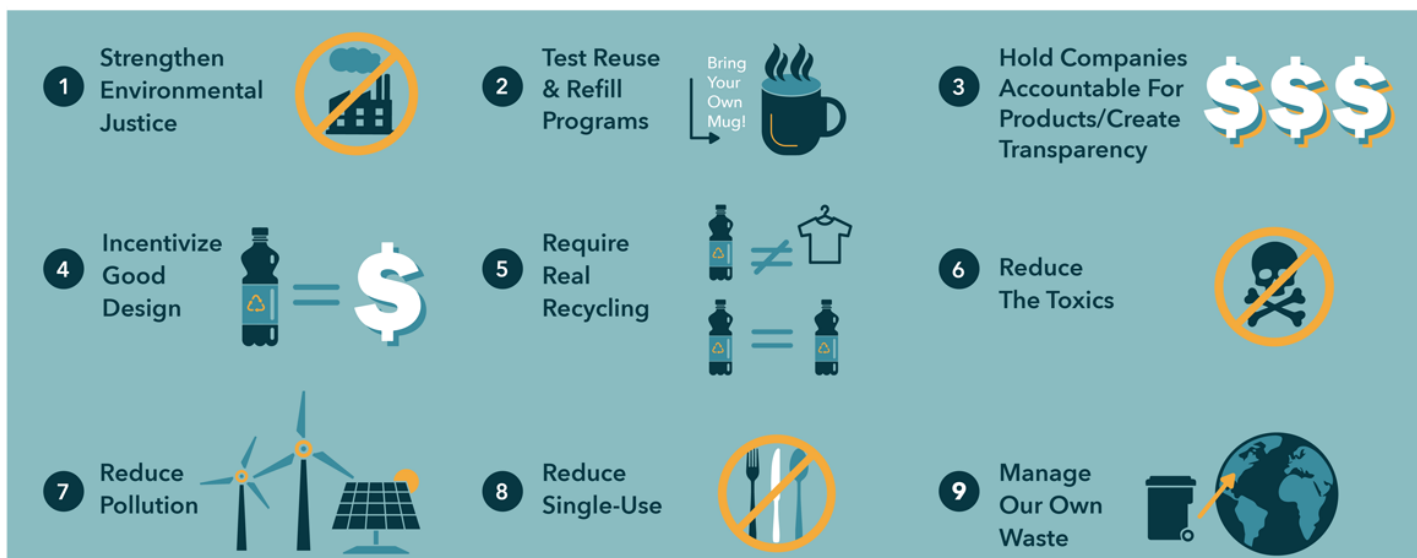 1
Strengthen
Environmental
Justice
2
Test Reuse
& Refill
Programs
Bring
Your
Own
Mug!
3
Hold Companies
Accountable For
Products/Create
Transparency
$$$
4
Incentivize
Good
Design
=
$
5
Require
Real
Recycling
≠
=
6
Reduce
The Toxics
7
Reduce
Pollution
8
Reduce
Single-Use
9
Manage
Our Own
Waste